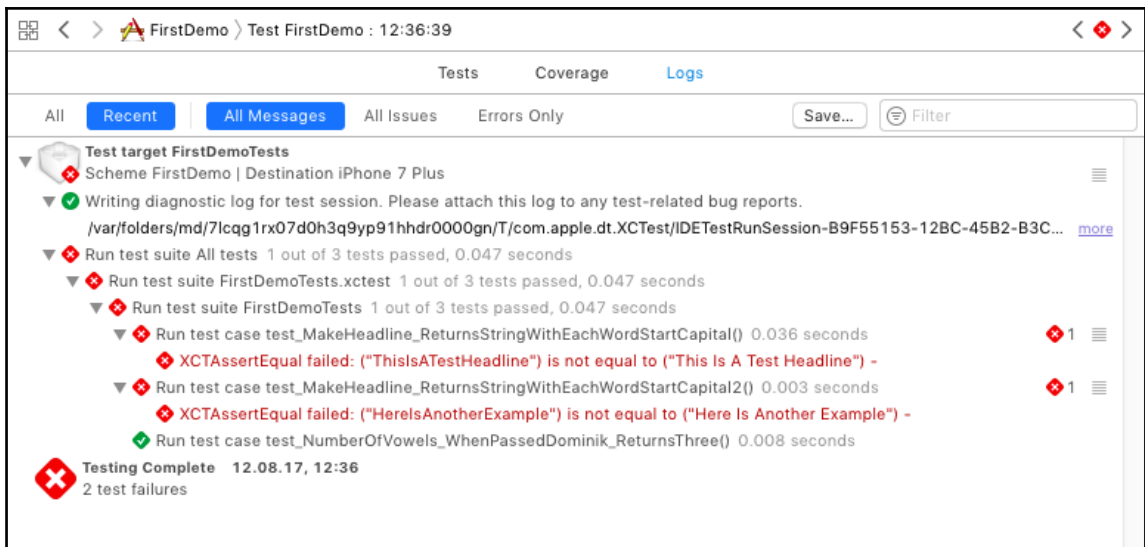 FirstDemo 〉 Test FirstDemo : 12:36:39
Tests Coverage Logs
All Recent All Messages All Issues Errors Only Save... Filter
Test target FirstDemoTests
Scheme FirstDemo | Destination iPhone 7 Plus
Writing diagnostic log for test session. Please attach this log to any test-related bug reports.
/var/folders/md/7lcqg1rx07d0h3q9yp91hhdr0000gn/T/com.apple.dt.XCTest/IDETestRunSession-B9F55153-12BC-45B2-B3C... more
Run test suite All tests 1 out of 3 tests passed, 0.047 seconds
Run test suite FirstDemoTests.xctest 1 out of 3 tests passed, 0.047 seconds
Run test suite FirstDemoTests 1 out of 3 tests passed, 0.047 seconds
Run test case test_MakeHeadline_ReturnsStringWithEachWordStartCapital() 0.036 seconds 1
XCTAssertEqual failed: ("ThisIsATestHeadline") is not equal to ("This Is A Test Headline") -
Run test case test_MakeHeadline_ReturnsStringWithEachWordStartCapital2() 0.003 seconds 1
XCTAssertEqual failed: ("HereIsAnotherExample") is not equal to ("Here Is Another Example") -
Run test case test_NumberOfVowels_WhenPassedDominik_ReturnsThree() 0.008 seconds
Testing Complete 12.08.17, 12:36
2 test failures